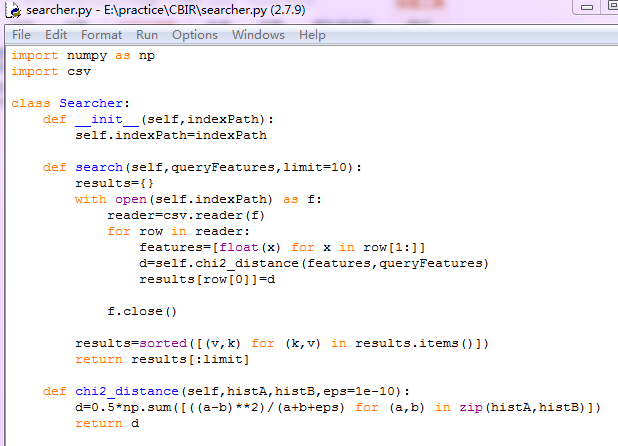 searcher.py - E:\practice\CBIR\searcher.py (2.7.9)
File Edit Format Run Options Windows Help
import numpy as np
import csv
class Searcher:
    def __init__(self,indexPath):
        self.indexPath=indexPath
    def search(self,queryFeatures,limit=10):
        results={}
        with open(self.indexPath) as f:
            reader=csv.reader(f)
            for row in reader:
                features=[float(x) for x in row[1:]]
                d=self.chi2_distance(features,queryFeatures)
                results[row[0]]=d
            f.close()
        results=sorted([(v,k) for (k,v) in results.items()])
        return results[:limit]
    def chi2_distance(self,histA,histB,eps=1e-10):
        d=0.5*np.sum([((a-b)**2)/(a+b+eps) for (a,b) in zip(histA,histB)])
        return d